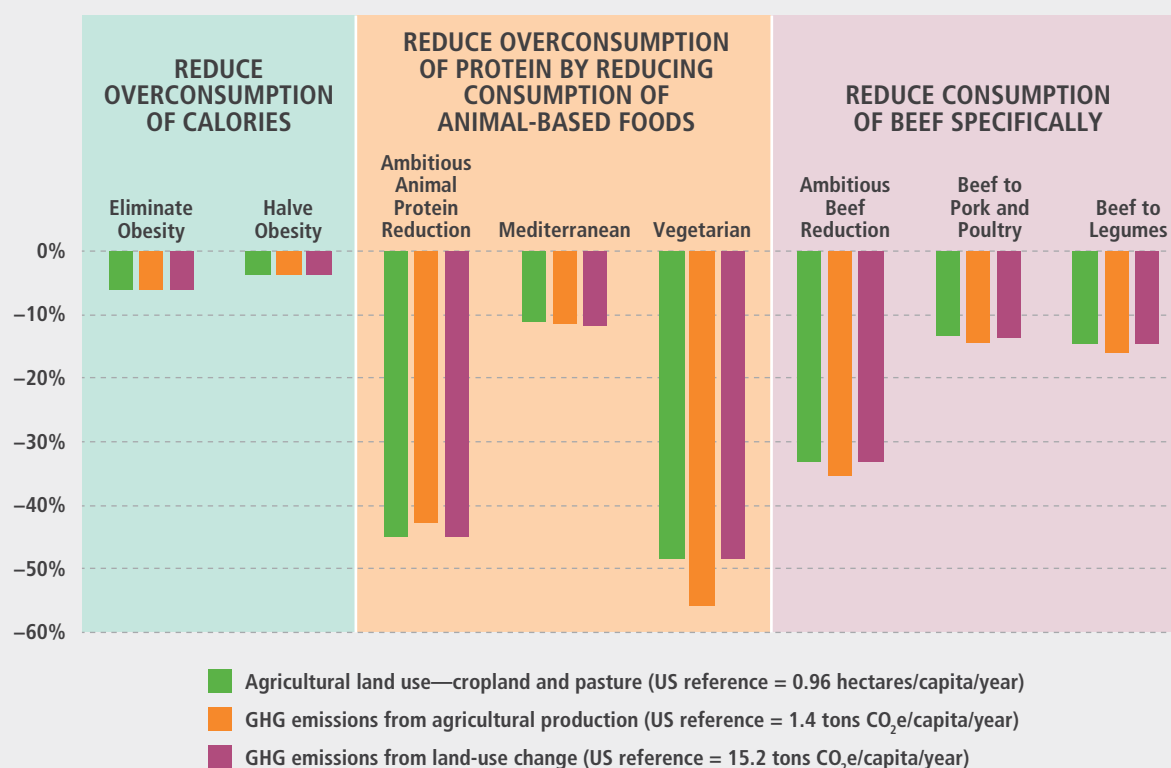 REDUCE
OVERCONSUMPTION
OF CALORIES
REDUCE OVERCONSUMPTION
OF PROTEIN BY REDUCING
CONSUMPTION OF
ANIMAL-BASED FOODS
REDUCE CONSUMPTION
OF BEEF SPECIFICALLY
Eliminate
Obesity
Halve
Obesity
Ambitious
Animal
Protein
Reduction
Mediterranean
Vegetarian
Ambitious
Beef
Reduction
Beef to
Pork and
Poultry
Beef to
Legumes
0%
–10%
–20%
–30%
–40%
–50%
–60%
Agricultural land use—cropland and pasture (US reference = 0.96 hectares/capita/year)
GHG emissions from agricultural production (US reference = 1.4 tons CO₂e/capita/year)
GHG emissions from land-use change (US reference = 15.2 tons CO₂e/capita/year)